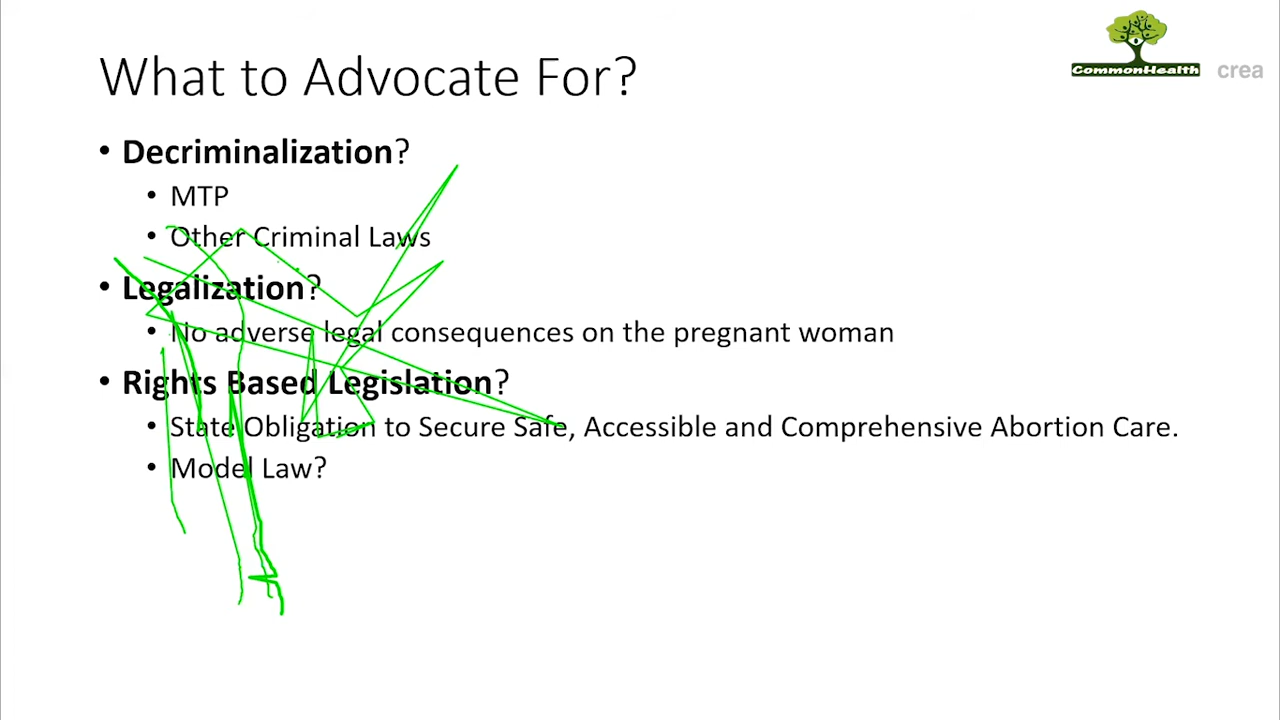 What to Advocate For?
CommonHealth crea
• Decriminalization?
• MTP
• Other Criminal Laws
• Legalization?
• No adverse legal consequences on the pregnant woman
• Rights Based Legislation?
• State Obligation to Secure Safe, Accessible and Comprehensive Abortion Care.
• Model Law?